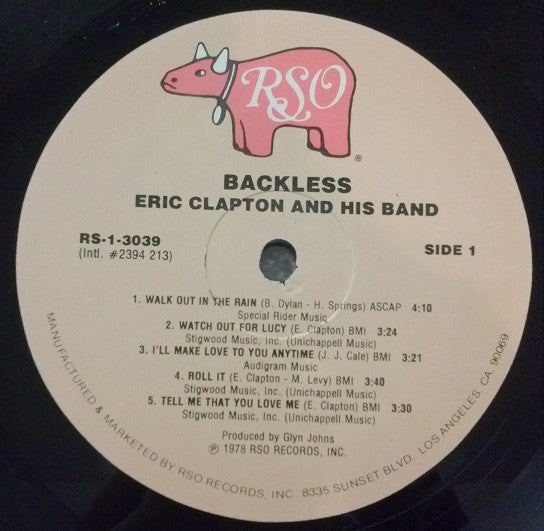 RSO
®
BACKLESS
ERIC CLAPTON AND HIS BAND
RS-1-3039
(Intl. #2394 213)
SIDE 1
1. WALK OUT IN THE RAIN (B. Dylan - H. Springs) ASCAP 4:10
Special Rider Music
2. WATCH OUT FOR LUCY (E. Clapton) BMI 3:24
Stigwood Music, Inc. (Unichappell Music)
3. I'LL MAKE LOVE TO YOU ANYTIME (J. J. Cale) BMI 3:21
Audigram Music
4. ROLL IT (E. Clapton - M. Levy) BMI 3:40
Stigwood Music, Inc. (Unichappell Music)
5. TELL ME THAT YOU LOVE ME (E. Clapton) BMI 3:30
Stigwood Music, Inc. (Unichappell Music)
Produced by Glyn Johns
℗ 1978 RSO RECORDS, INC.
MANUFACTURED & MARKETED BY RSO RECORDS, INC., 8335 SUNSET BLVD., LOS ANGELES, CA. 90069